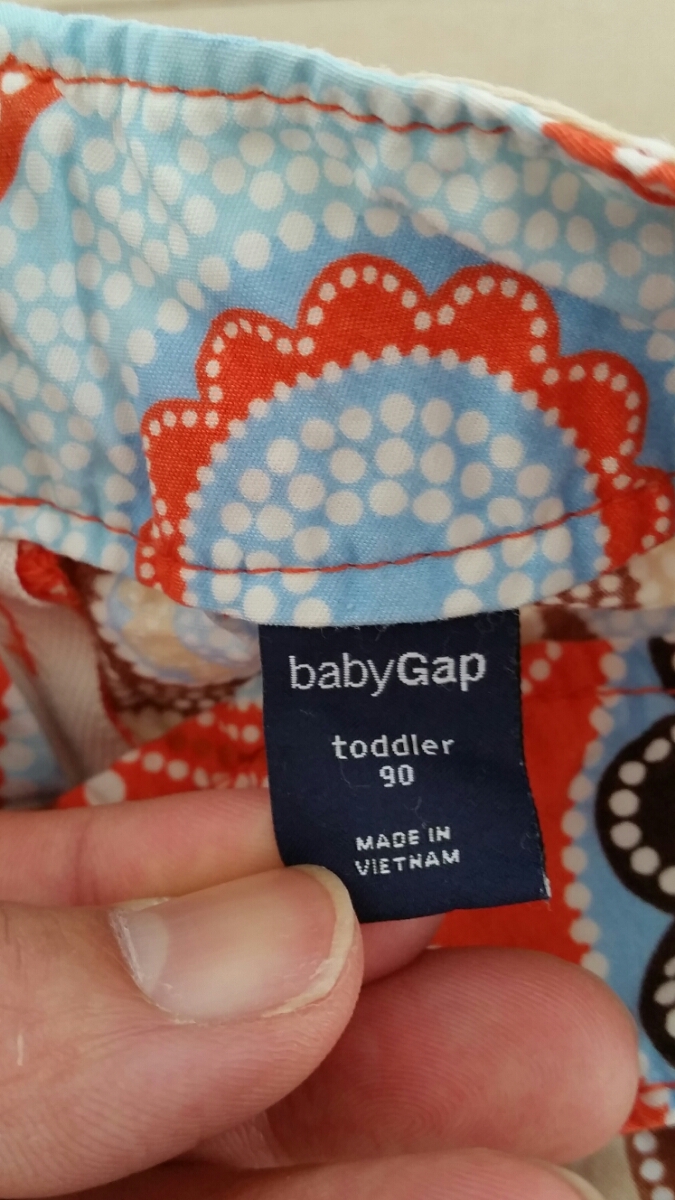 babyGap
toddler
90
MADE IN
VIETNAM